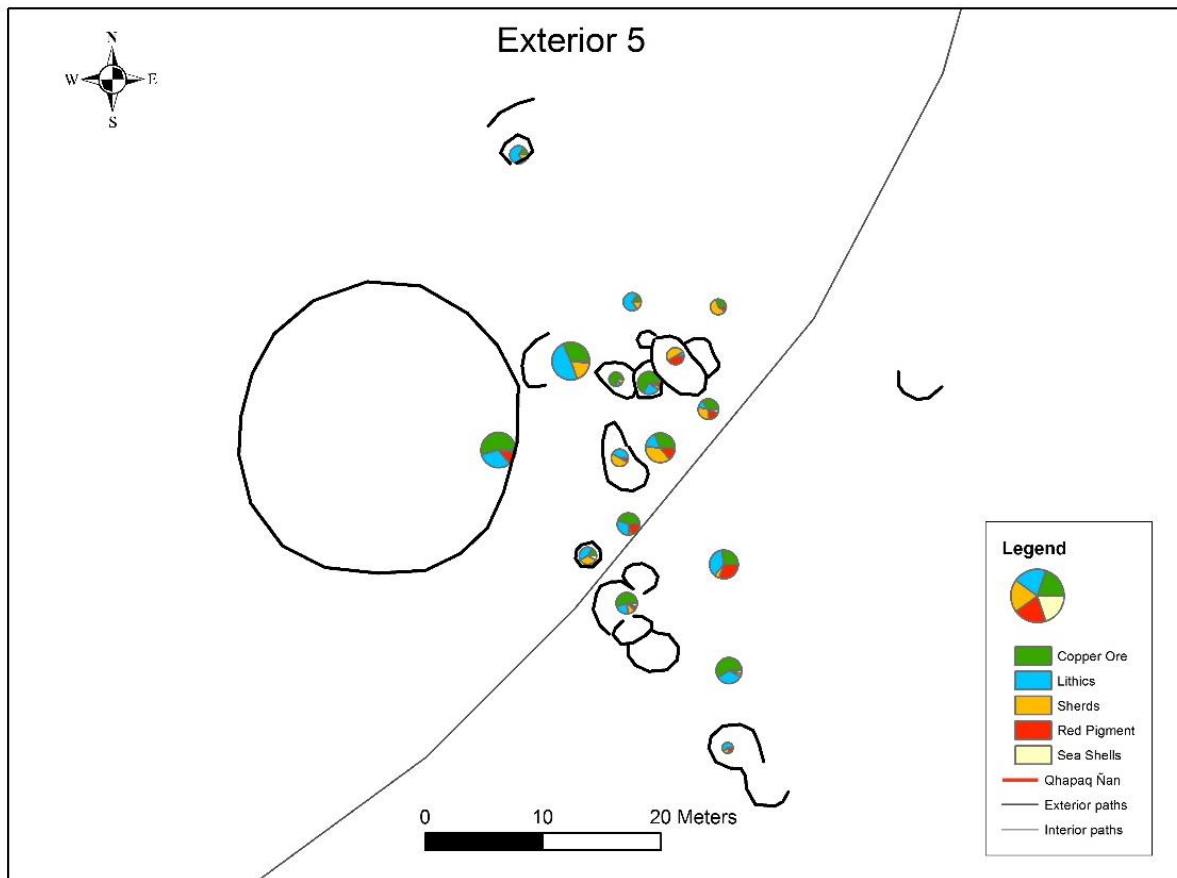 Exterior 5
N
W E
S
Legend
Copper Ore
Lithics
Sherds
Red Pigment
Sea Shells
Qhapaq Ñan
Exterior paths
Interior paths
0 10 20 Meters